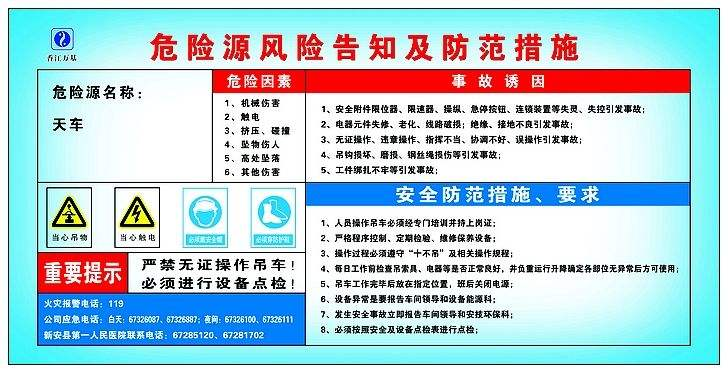 香江万基
危险源风险告知及防范措施
危险源名称：
天车
危险因素
1、机械伤害
2、触电
3、挤压、碰撞
4、坠物伤人
5、高处坠落
6、其他伤害
事故诱因
1、安全附件限位器、限速器、操纵、急停按钮、连锁装置等失灵、失控引发事故；
2、电器元件失修、老化、线路破损；绝缘、接地不良引发事故；
3、无证操作、违章操作、指挥不当、协调不好、误操作引发事故；
4、吊钩损坏、磨损、钢丝绳损伤等引发事故；
5、工件绑扎不牢等引发事故；
当心吊物
当心触电
必须戴安全帽
必须穿防护鞋
安全防范措施、要求
1、人员操作吊车必须经专门培训并持上岗证；
2、严格程序控制、定期检验、维修保养设备；
3、操作过程必须遵守“十不吊”及相关操作规程；
4、每日工作前检查吊索具、电器等是否正常良好，并负重运行升降确定各部位无异常后方可使用；
5、吊车工作完毕后放在指定位置，班后关闭电源；
6、设备异常是要报告车间领导和设备能源科；
7、发生安全事故立即报告车间领导和安技环保科；
8、必须按照安全及设备点检表进行点检；
重要提示
严禁无证操作吊车！
必须进行设备点检！
火灾报警电话：119
公司应急电话：白天：67326087、67326887；夜间：67326100、67326111
新安县第一人民医院联系电话：67285120、67281702